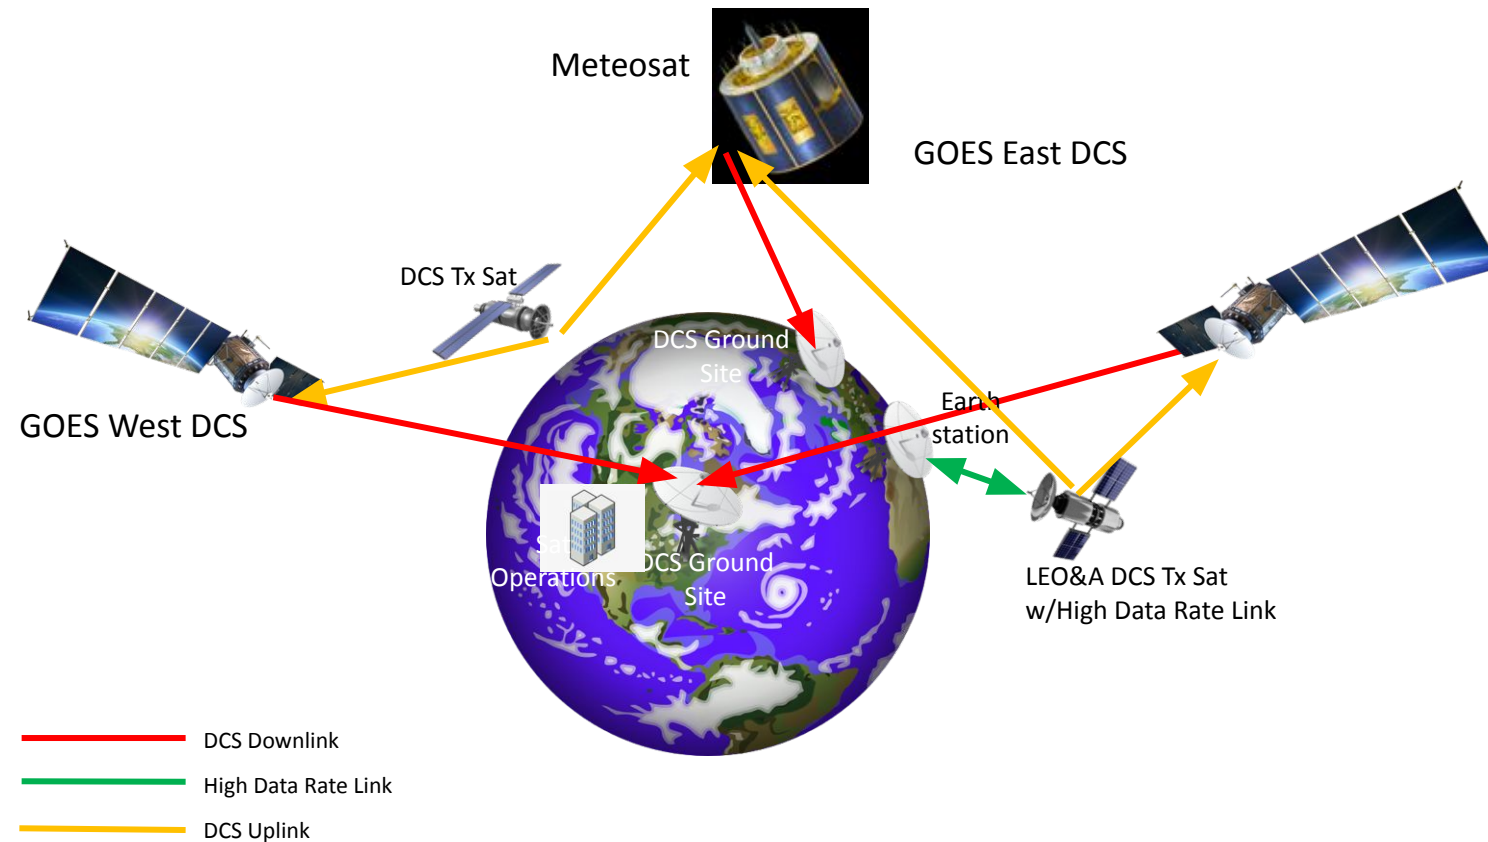 Meteosat
GOES East DCS
DCS Tx Sat
DCS Ground
Site
GOES West DCS
Earth
station
Sat
Operations
DCS Ground
Site
LEO&A DCS Tx Sat
w/High Data Rate Link
DCS Downlink
High Data Rate Link
DCS Uplink